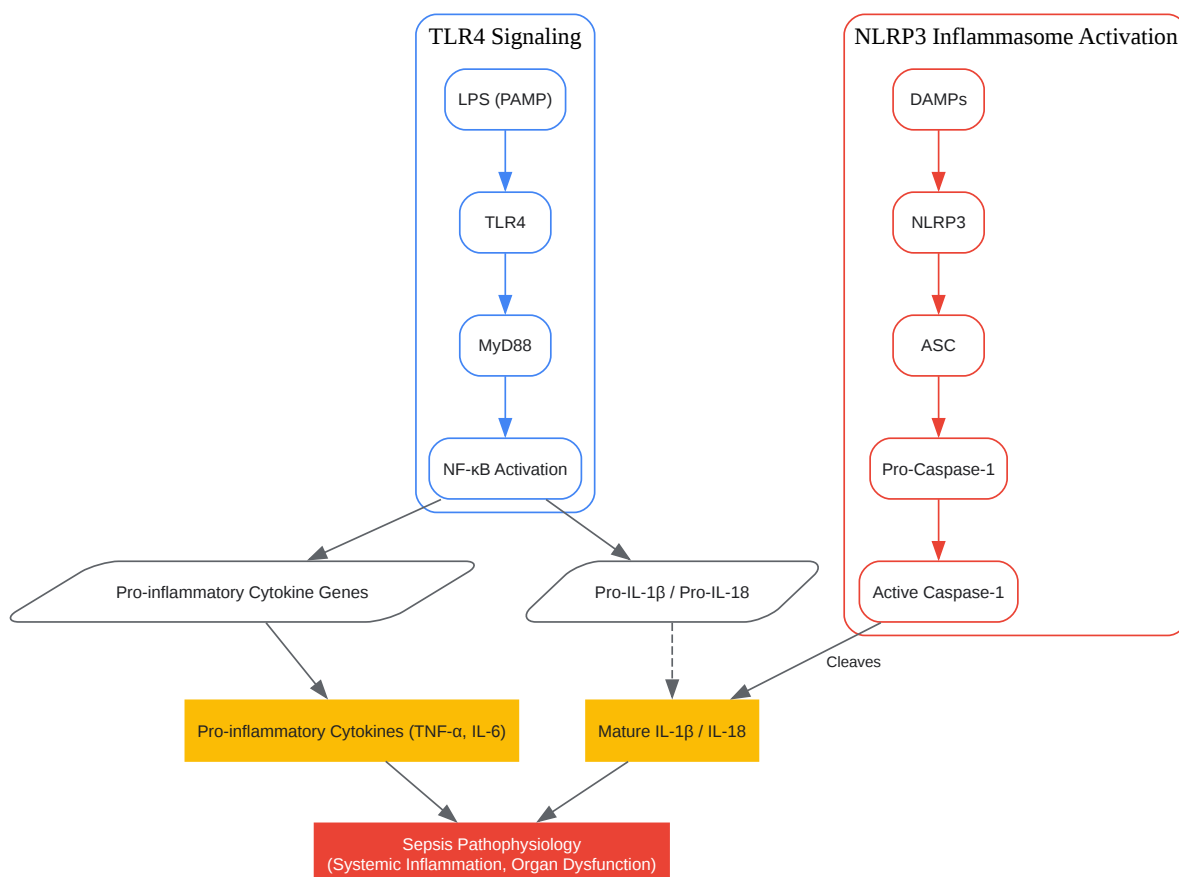 TLR4 Signaling
NLRP3 Inflammasome Activation
LPS (PAMP)
DAMPs
TLR4
NLRP3
MyD88
ASC
NF-κB Activation
Pro-Caspase-1
Pro-inflammatory Cytokine Genes
Pro-IL-1β / Pro-IL-18
Active Caspase-1
Cleaves
Pro-inflammatory Cytokines (TNF-α, IL-6)
Mature IL-1β / IL-18
Sepsis Pathophysiology
(Systemic Inflammation, Organ Dysfunction)